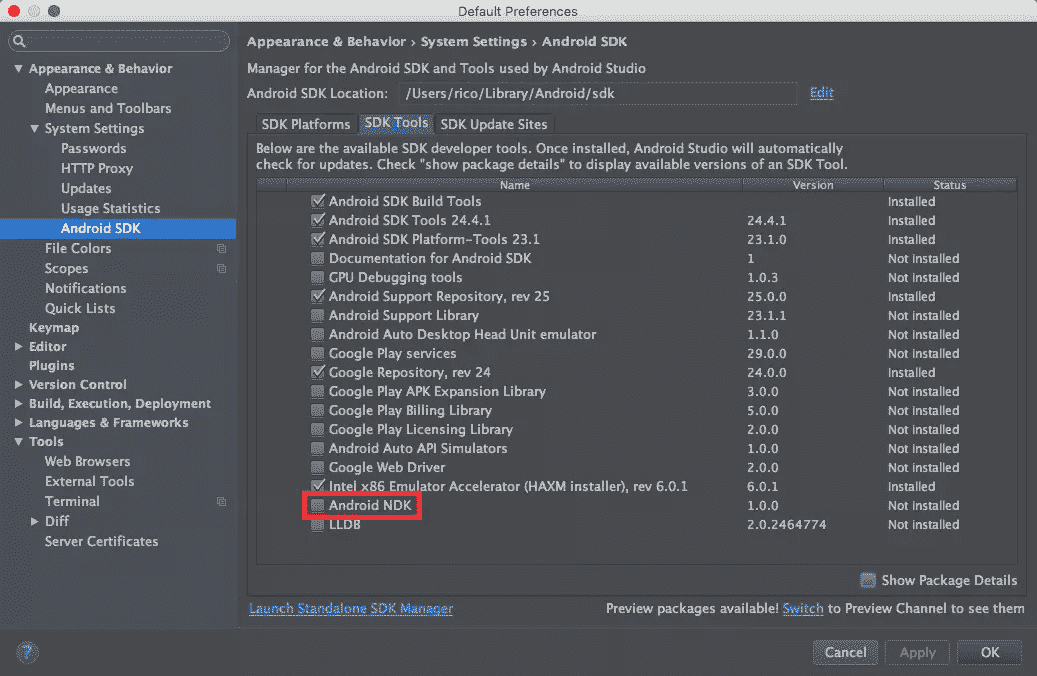 Default Preferences
Appearance & Behavior › System Settings › Android SDK
Manager for the Android SDK and Tools used by Android Studio
Android SDK Location: /Users/rico/Library/Android/sdk Edit
Appearance & Behavior
Appearance
Menus and Toolbars
System Settings
Passwords
HTTP Proxy
Updates
Usage Statistics
Android SDK
File Colors
Scopes
Notifications
Quick Lists
Keymap
Editor
Plugins
Version Control
Build, Execution, Deployment
Languages & Frameworks
Tools
Web Browsers
External Tools
Terminal
Diff
Server Certificates
SDK Platforms SDK Tools SDK Update Sites
Below are the available SDK developer tools. Once installed, Android Studio will automatically
check for updates. Check "show package details" to display available versions of an SDK Tool.
Name Version Status
Android SDK Build Tools Installed
Android SDK Tools 24.4.1 24.4.1 Installed
Android SDK Platform-Tools 23.1 23.1.0 Installed
Documentation for Android SDK 1 Not installed
GPU Debugging tools 1.0.3 Not installed
Android Support Repository, rev 25 25.0.0 Installed
Android Support Library 23.1.1 Not installed
Android Auto Desktop Head Unit emulator 1.1.0 Not installed
Google Play services 29.0.0 Not installed
Google Repository, rev 24 24.0.0 Installed
Google Play APK Expansion Library 3.0.0 Not installed
Google Play Billing Library 5.0.0 Not installed
Google Play Licensing Library 2.0.0 Not installed
Android Auto API Simulators 1.0.0 Not installed
Google Web Driver 2.0.0 Not installed
Intel x86 Emulator Accelerator (HAXM installer), rev 6.0.1 6.0.1 Installed
Android NDK 1.0.0 Not installed
LLDB 2.0.2464774 Not installed
Show Package Details
Launch Standalone SDK Manager Preview packages available! Switch to Preview Channel to see them
? Cancel Apply OK